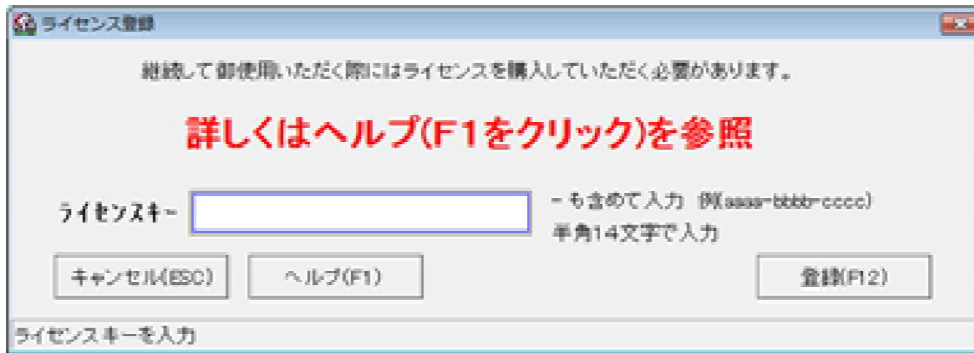 ライセンス登録
継続して御使用いただく際にはライセンスを購入していただく必要があります。
詳しくはヘルプ(F1をクリック)を参照
ライセンスキー
-も含めて入力 例(aaaa-bbbb-cccc)
半角14文字で入力
キャンセル(ESC)
ヘルプ(F1)
登録(F12)
ライセンスキーを入力